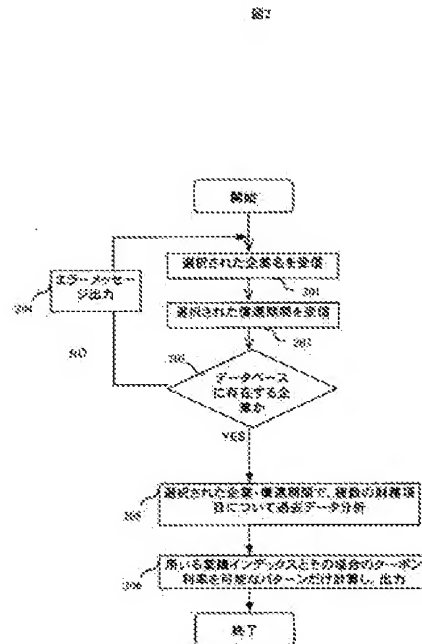 図2
開始
選択された企業名を受信
201
選択された償還期間を受信
202
エラーメッセー
ジ出力
204
NO
203
データベース
に存在する企
業か
YES
205
選択された企業・償還期間で、複数の財務項
目について過去データ分析
206
用いる業績インデックスとその場合のクーポン
利率を可能なパターンだけ計算し、出力
終了